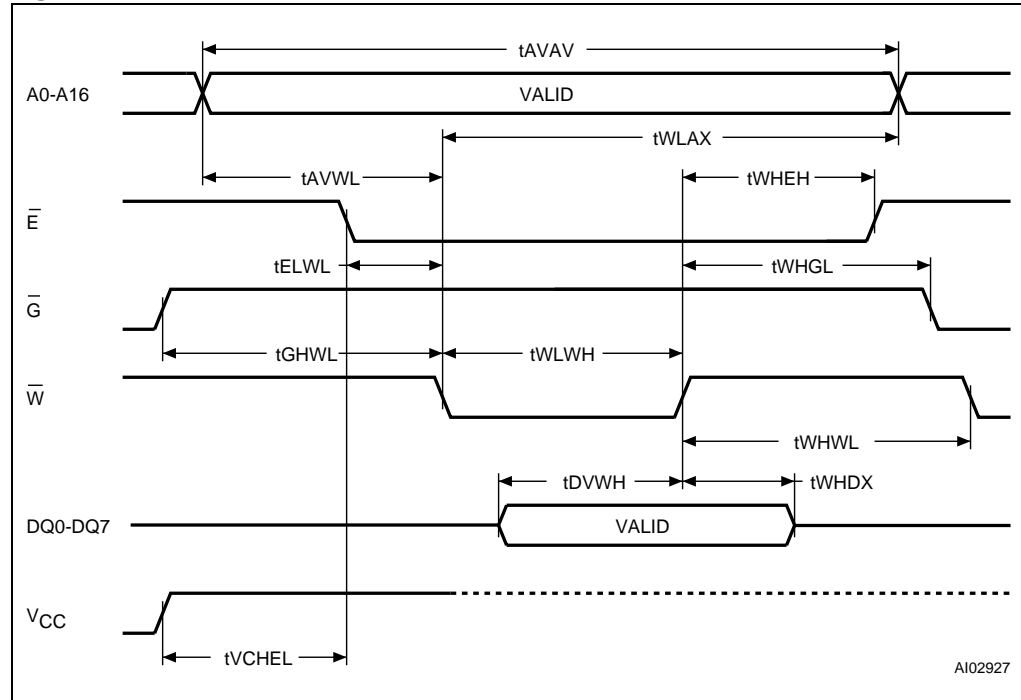 tAVAV
A0-A16
VALID
tWLAX
tAVWL
tWHEH
E
tELWL
tWHGL
G
tGHWL
tWLWH
W
tWHWL
tDVWH
tWHDX
DQ0-DQ7
VALID
VCC
tVCHEL
AI02927